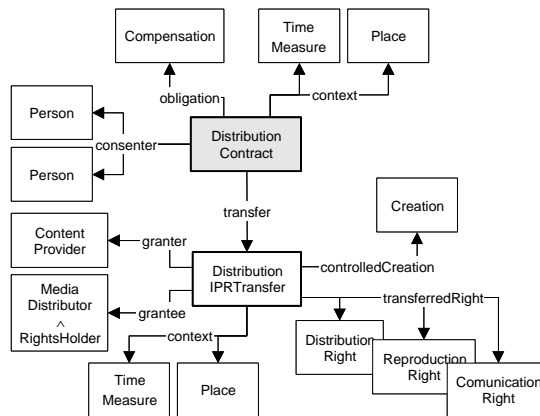 Compensation
Time
Measure
Place
obligation
context
Person
consenter
Distribution
Contract
Person
transfer
Creation
Content
Provider
granter
Distribution
IPRTransfer
controlledCreation
Media
Distributor
^
RightsHolder
grantee
transferredRight
context
Distribution
Right
Reproduction
Right
Comunication
Right
Time
Measure
Place